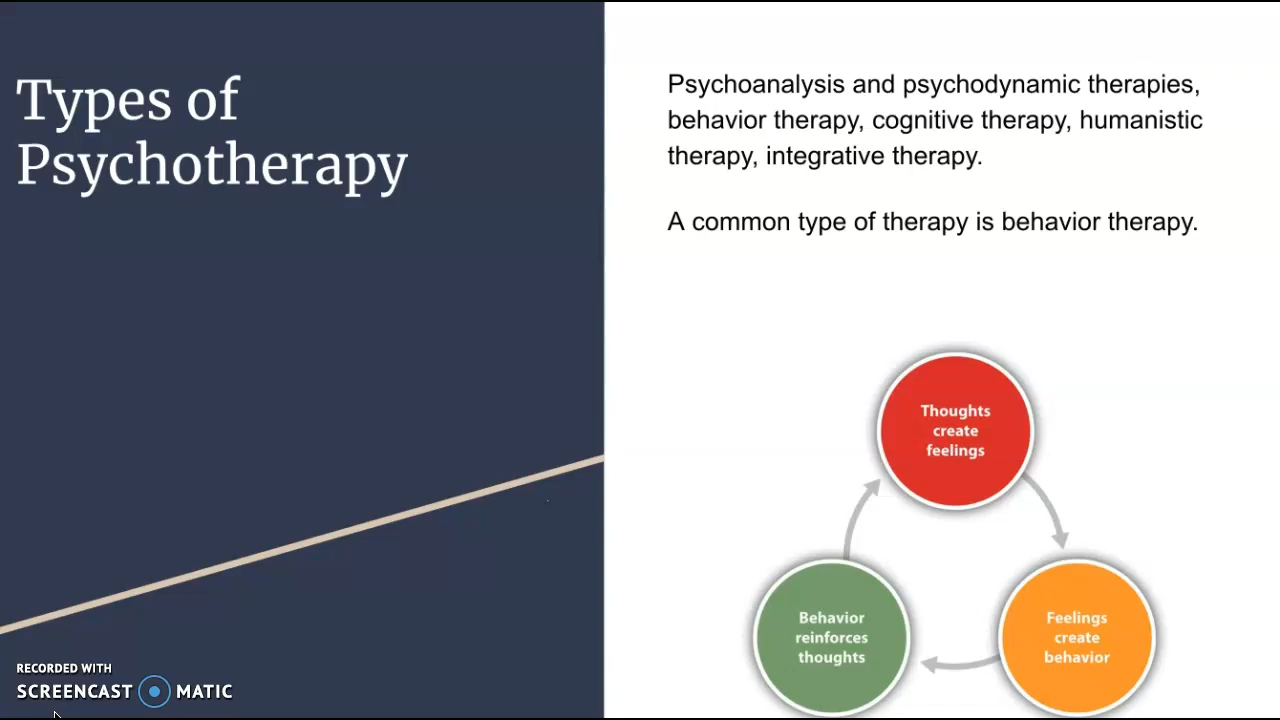 Types of
Psychotherapy
Psychoanalysis and psychodynamic therapies,
behavior therapy, cognitive therapy, humanistic
therapy, integrative therapy.
A common type of therapy is behavior therapy.
Thoughts
create
feelings
Feelings
create
behavior
Behavior
reinforces
thoughts
RECORDED WITH
SCREENCAST MATIC